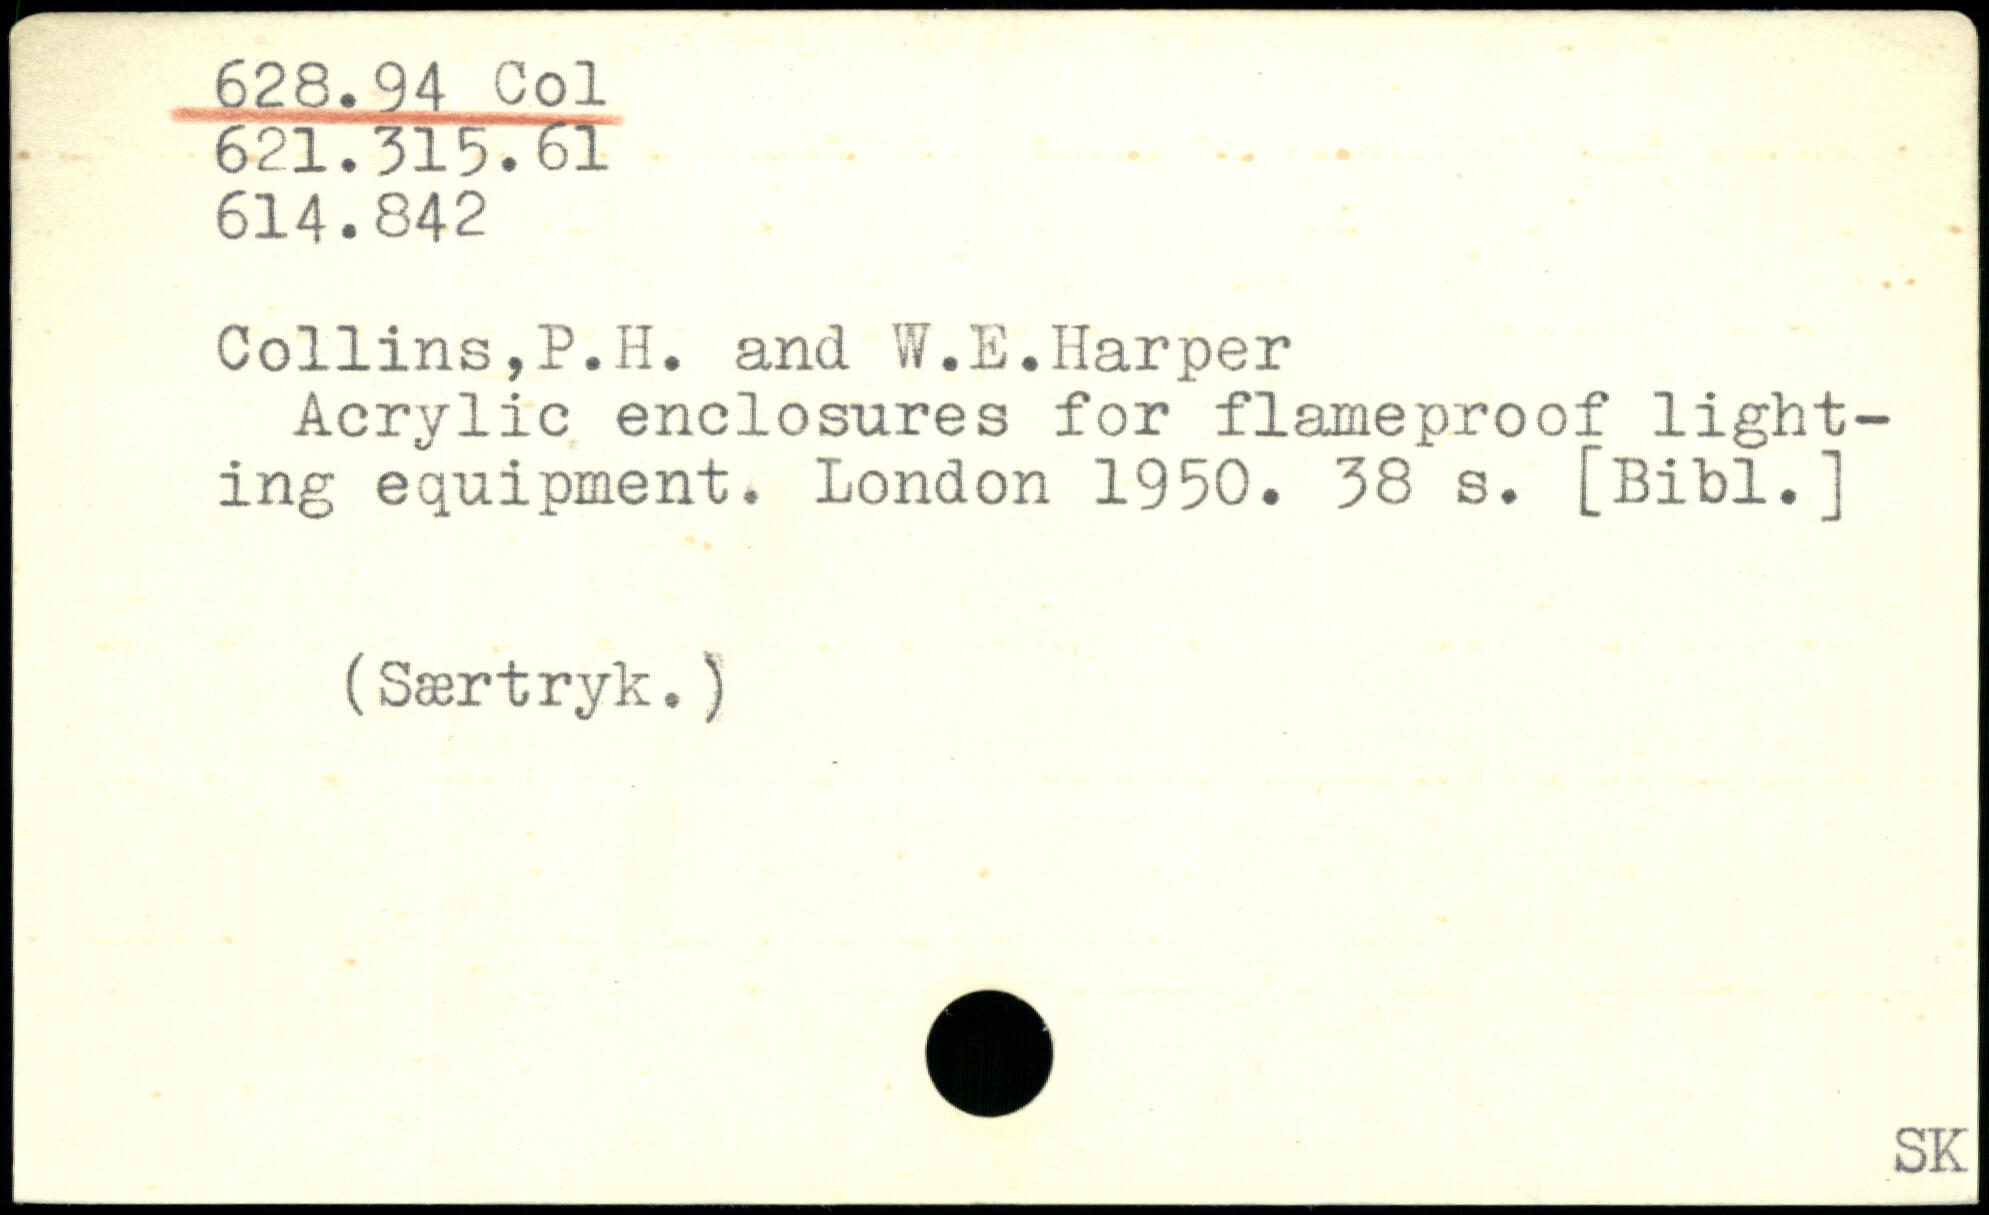 628.94 Col
621.315.61
614.842
Collins,P.H. and W.E.Harper
Acrylic enclosures for flameproof light-
ing equipment. London 1950. 38 s. [Bibl.]
(Særtryk.)
SK